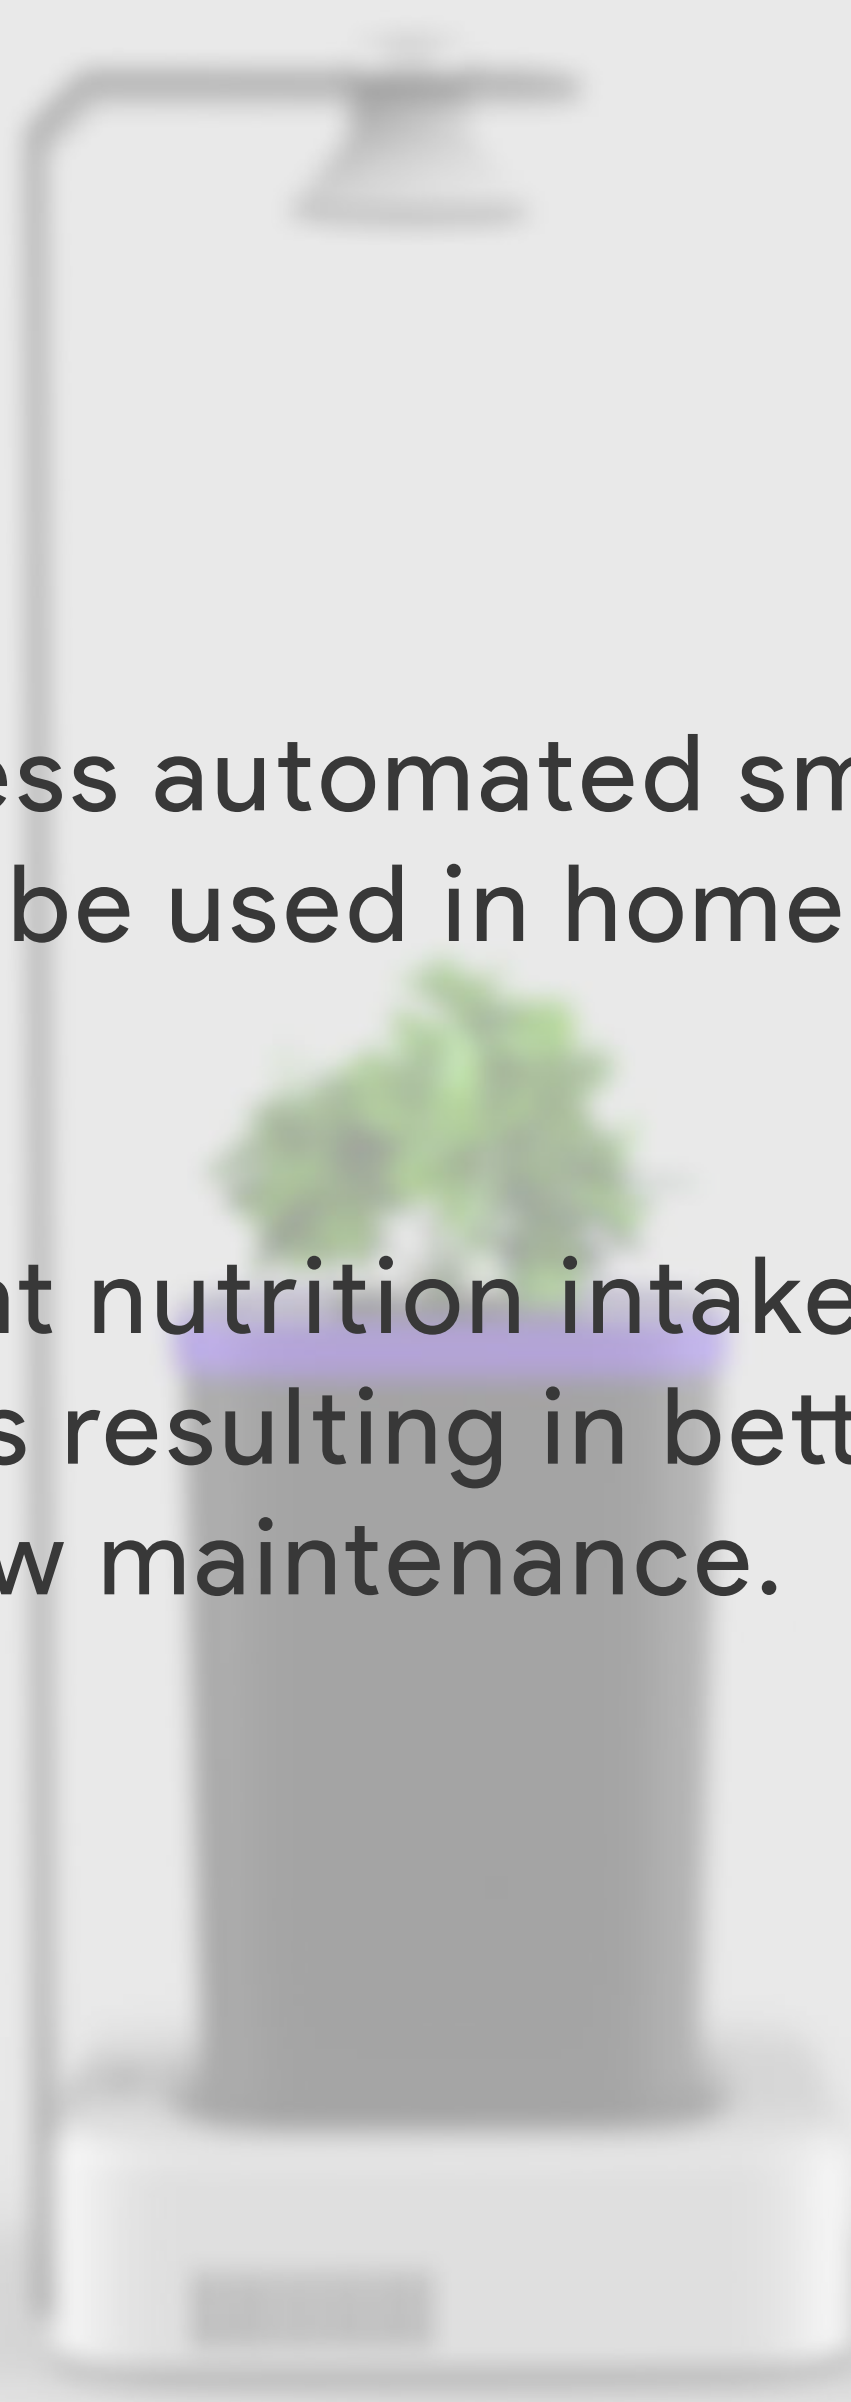 ess automated sm
be used in home
nt nutrition intake
s resulting in bett
w maintenance.